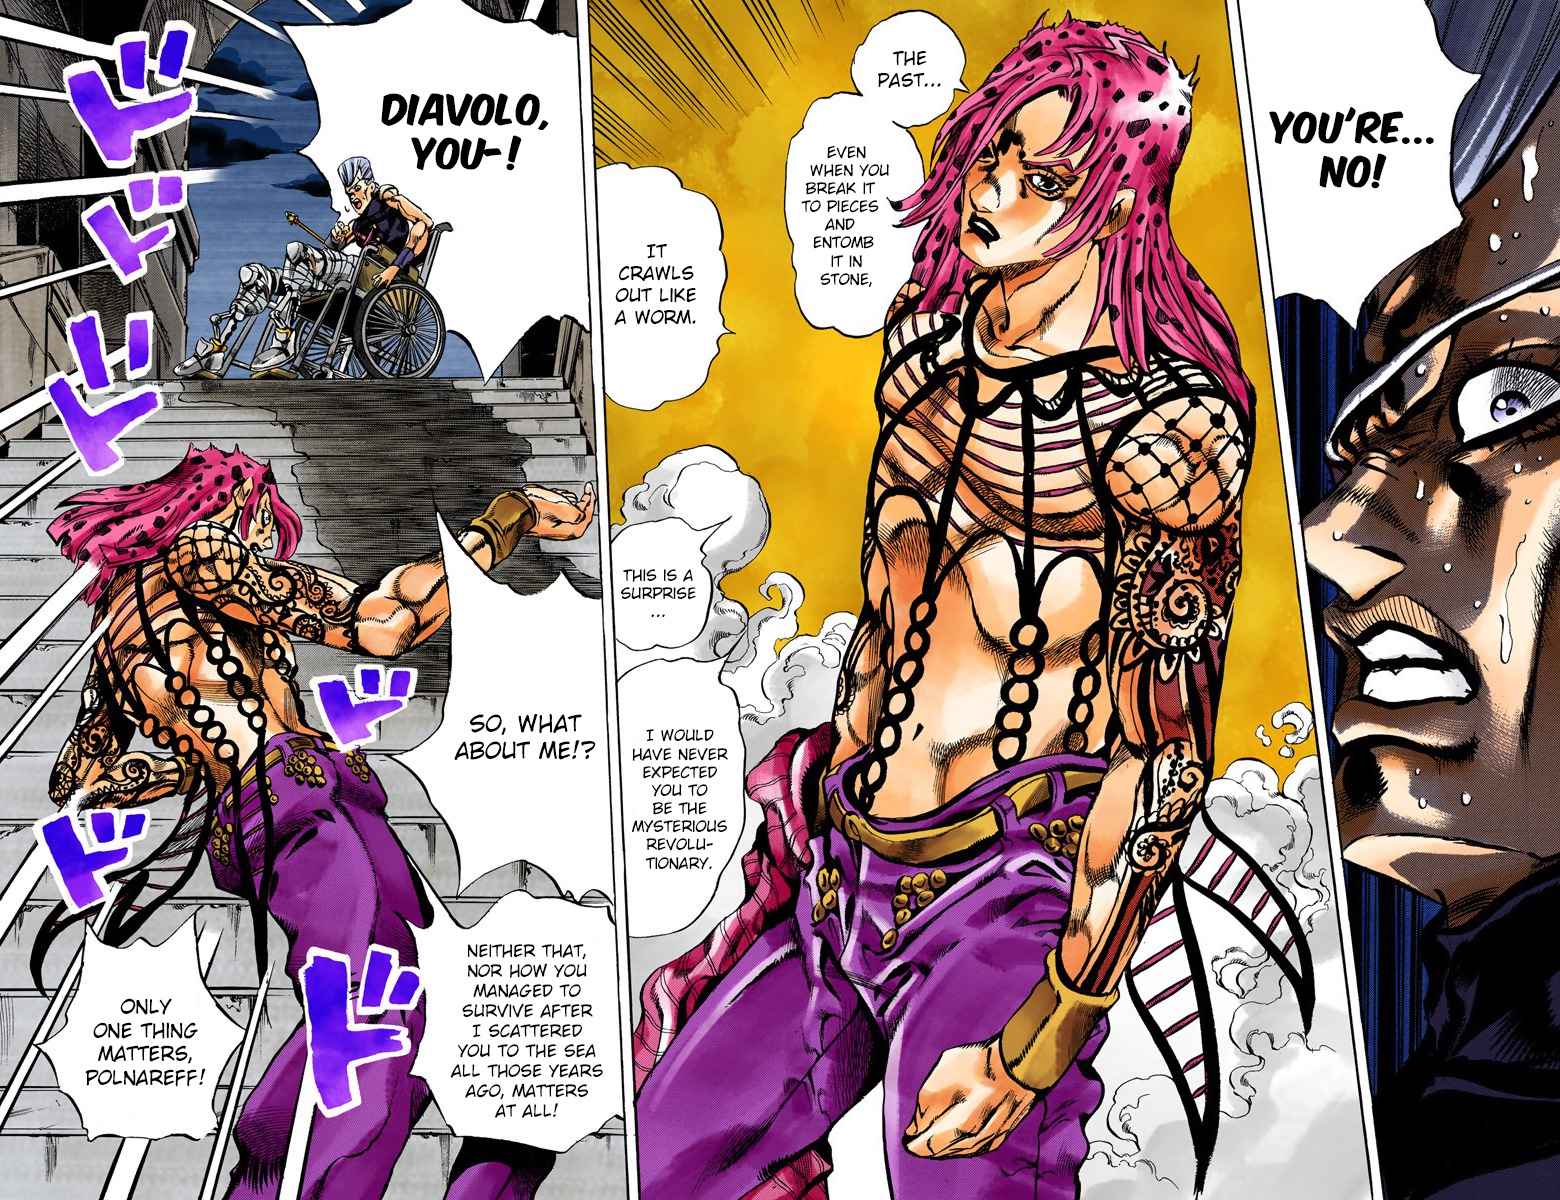 YOU'RE...
NO!
THE
PAST...
EVEN
WHEN YOU
BREAK IT
TO PIECES
AND
ENTOMB
IT IN
STONE,
IT
CRAWLS
OUT LIKE
A WORM.
THIS IS A
SURPRISE
...
I WOULD
HAVE NEVER
EXPECTED
YOU TO
BE THE
MYSTERIOUS
REVOLU-
TIONARY.
DIAVOLO,
YOU-!
ドドドド
SO, WHAT
ABOUT ME!?
ドドド
NEITHER THAT,
NOR HOW YOU
MANAGED TO
SURVIVE AFTER
I SCATTERED
YOU TO THE SEA
ALL THOSE YEARS
AGO, MATTERS
AT ALL!
ONLY
ONE THING
MATTERS,
POLNAREFF!